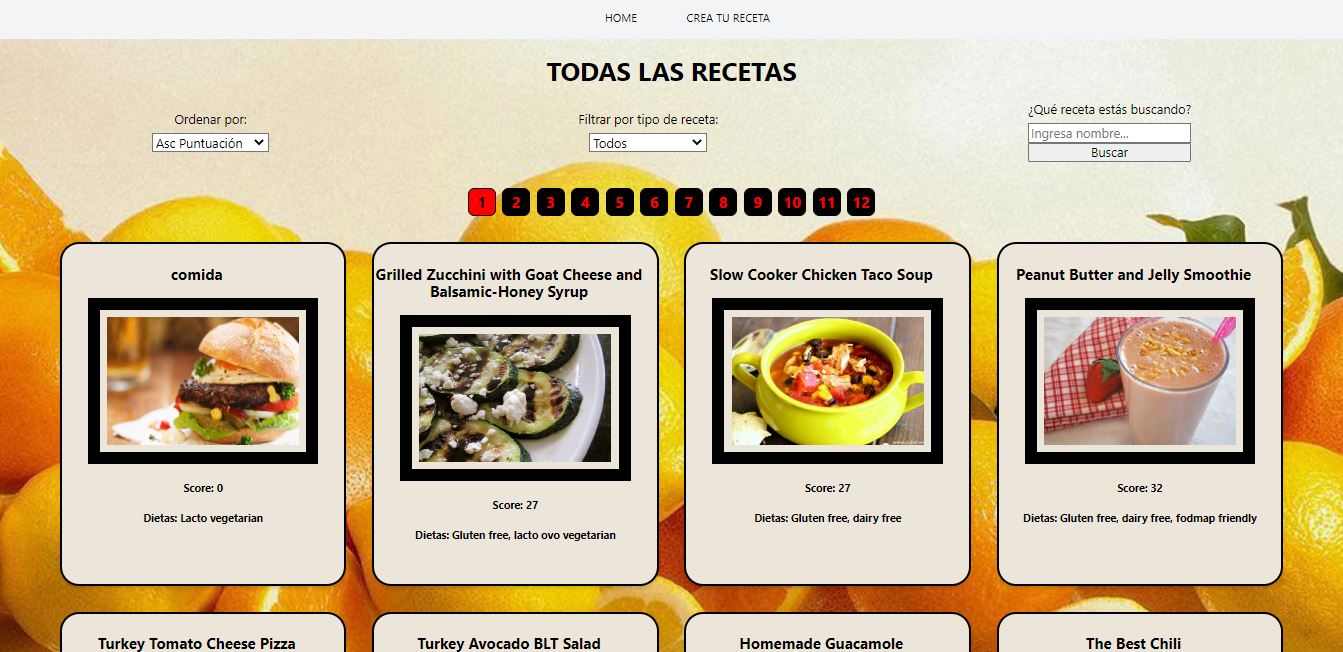 HOME CREA TU RECETA
TODAS LAS RECETAS
Ordenar por:
Asc Puntuación
Filtrar por tipo de receta:
Todos
¿Qué receta estás buscando?
Ingresa nombre...
Buscar
1 2 3 4 5 6 7 8 9 10 11 12
comida
Score: 0
Dietas: Lacto vegetarian
Grilled Zucchini with Goat Cheese and
Balsamic-Honey Syrup
Score: 27
Dietas: Gluten free, lacto ovo vegetarian
Slow Cooker Chicken Taco Soup
Score: 27
Dietas: Gluten free, dairy free
Peanut Butter and Jelly Smoothie
Score: 32
Dietas: Gluten free, dairy free, fodmap friendly
Turkey Tomato Cheese Pizza
Turkey Avocado BLT Salad
Homemade Guacamole
The Best Chili